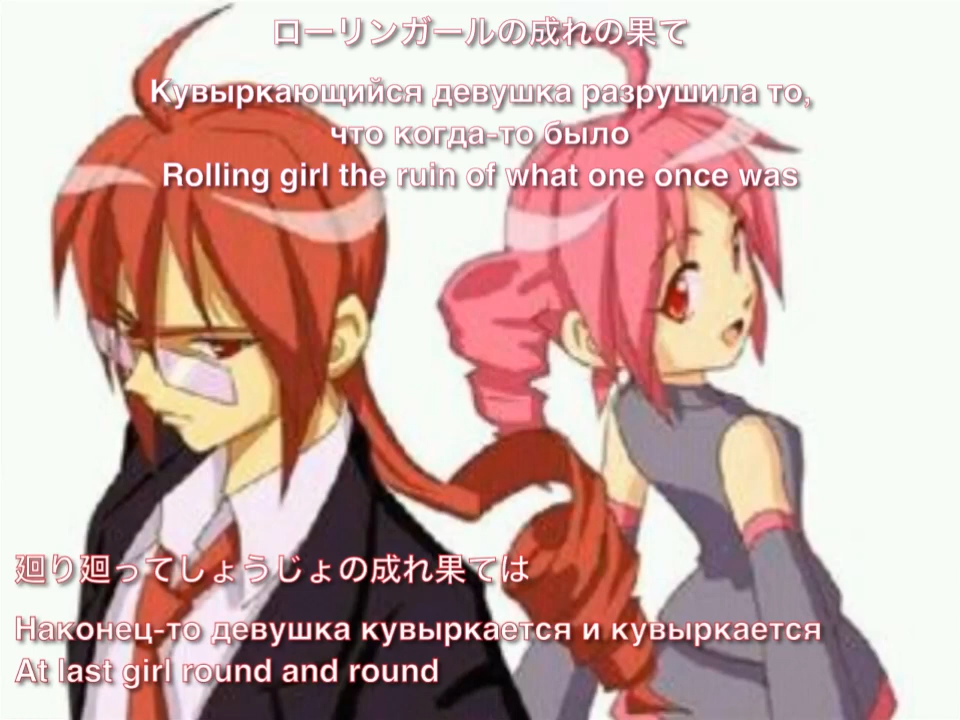 ローリンガールの成れの果て
Кувыркающийся девушка разрушила то,
что когда-то было
Rolling girl the ruin of what one once was
廻り廻ってしょうじょの成れ果ては
Наконец-то девушка кувыркается и кувыркается
At last girl round and round